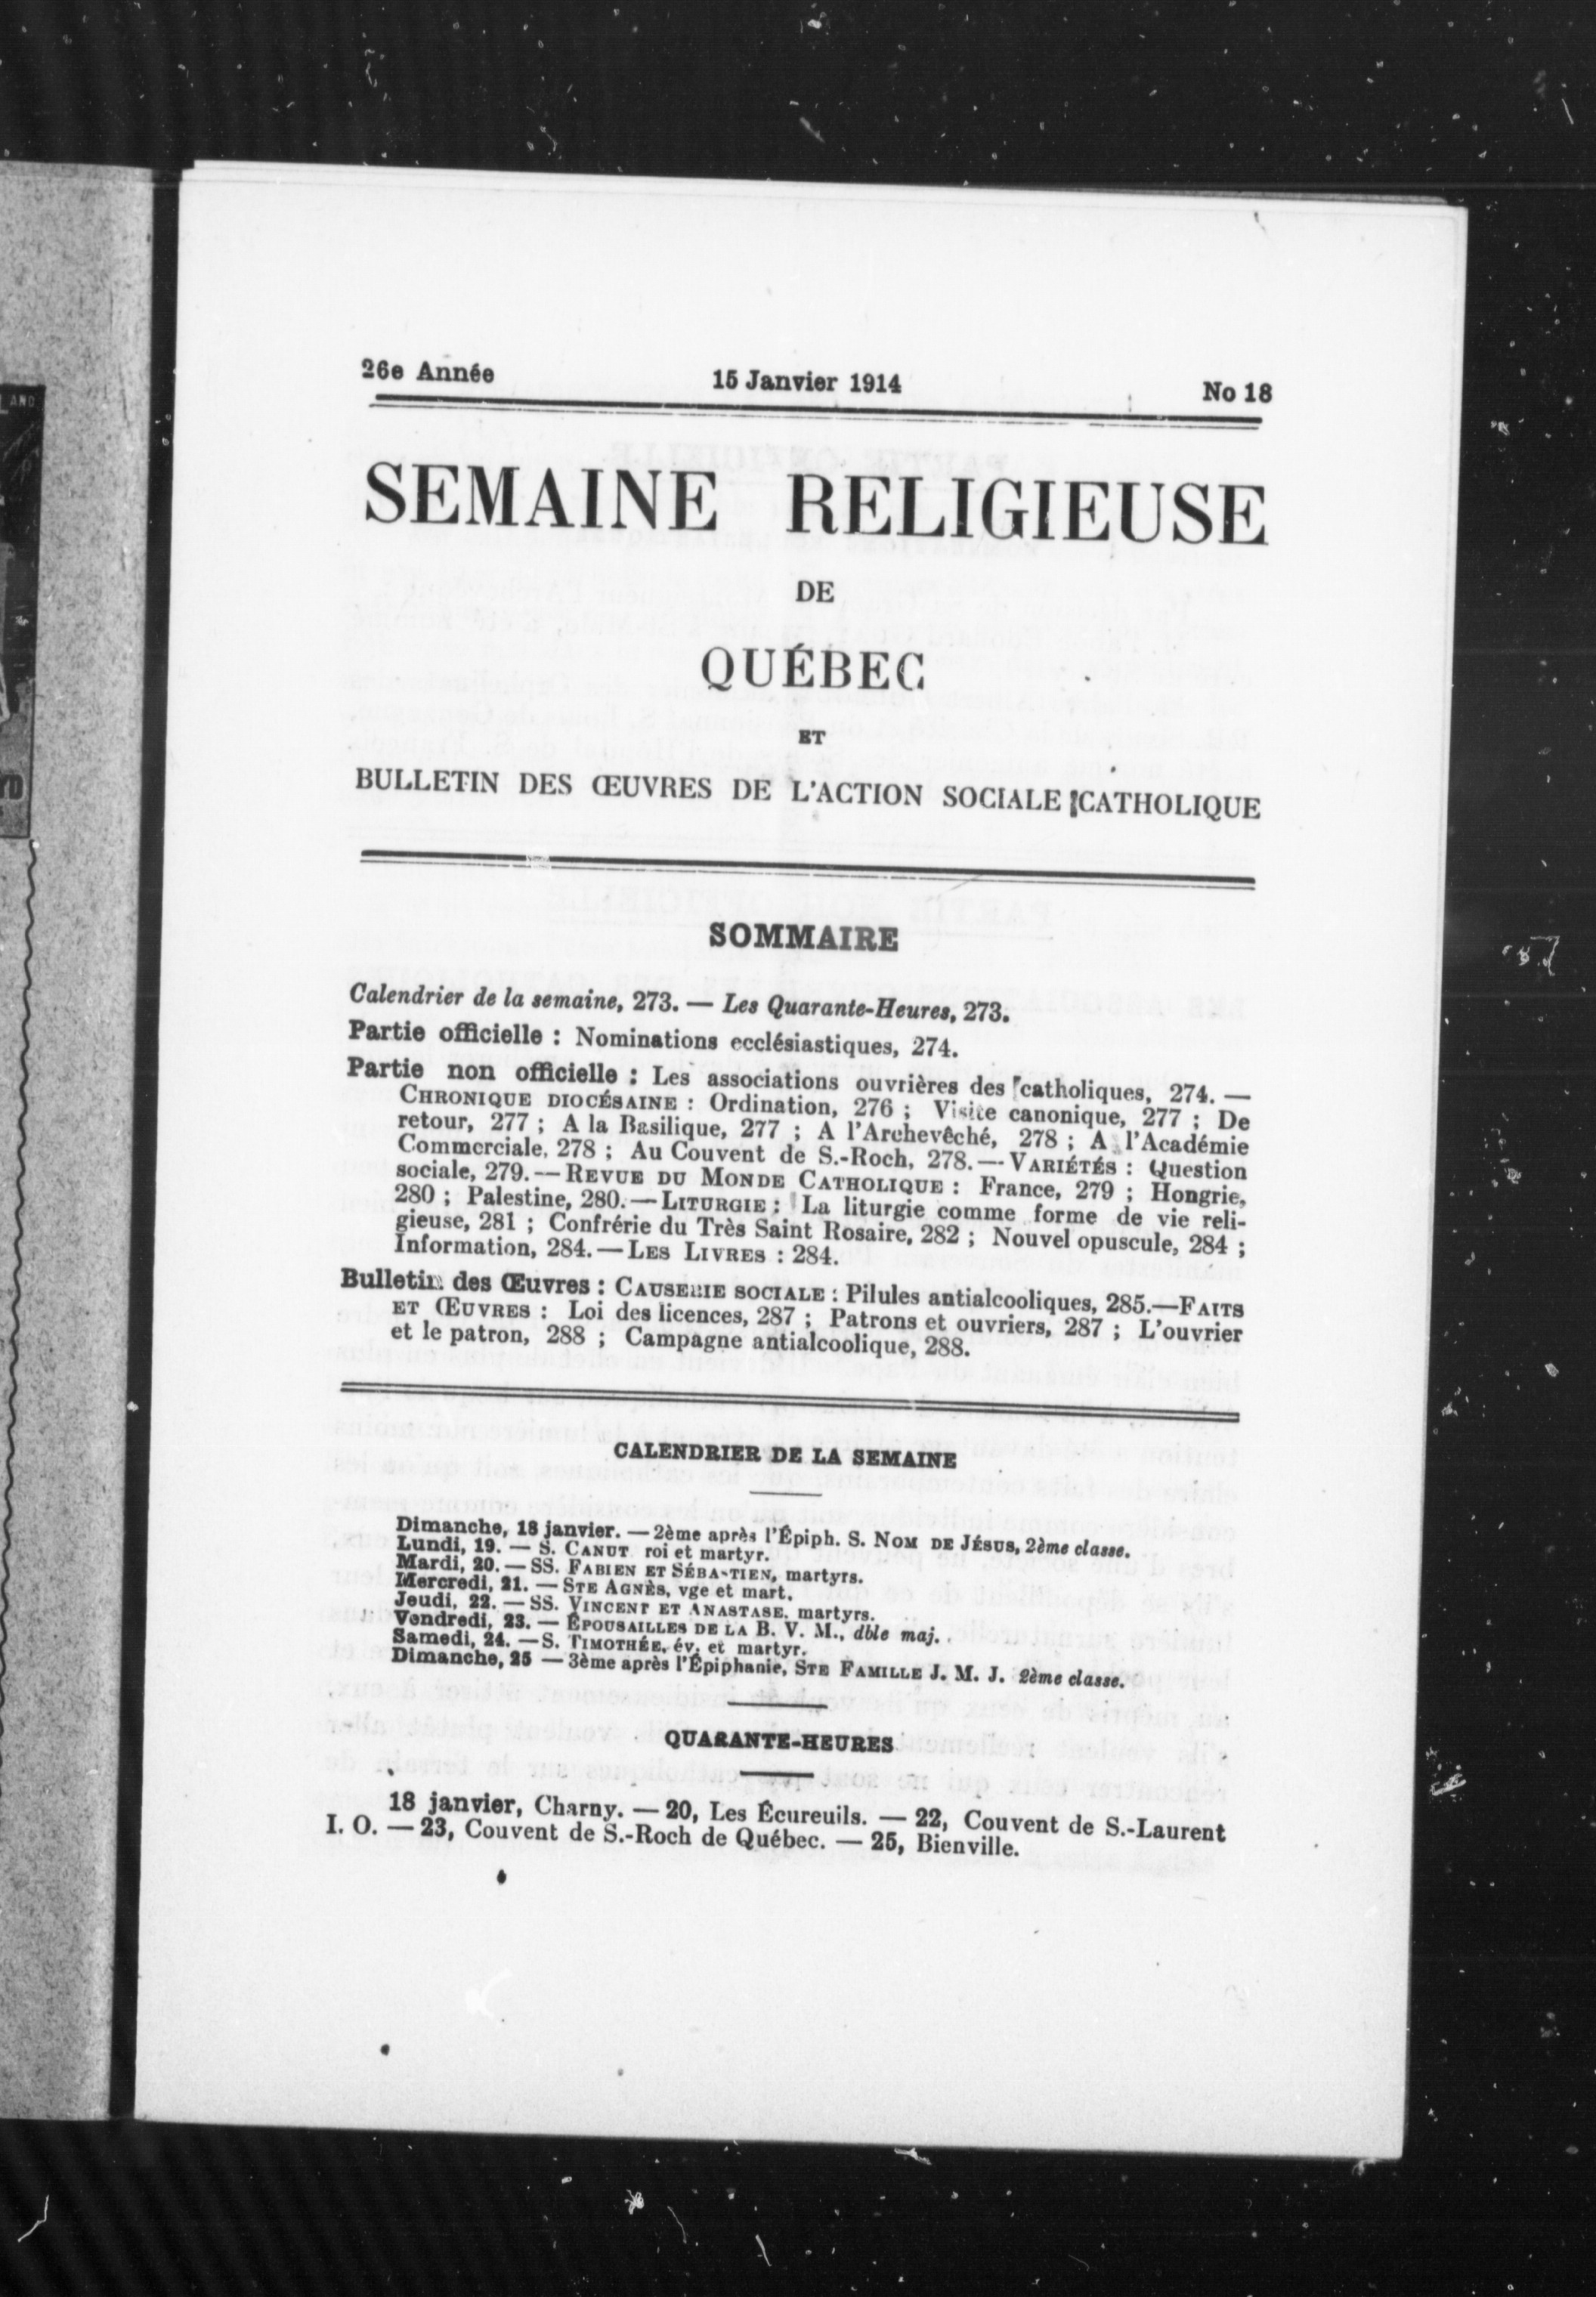 26e Année 15 Janvier 1914 No 18
SEMAINE RELIGIEUSE
DE
QUÉBEC
ET
BULLETIN DES ŒUVRES DE L'ACTION SOCIALE CATHOLIQUE
SOMMAIRE
Calendrier de la semaine, 273. — Les Quarante-Heures, 273.
Partie officielle : Nominations ecclésiastiques, 274.
Partie non officielle : Les associations ouvrières des catholiques, 274. —
CHRONIQUE DIOCÉSAINE : Ordination, 276 ; Visite canonique, 277 ; De
retour, 277 ; A la Basilique, 277 ; A l'Archevêché, 278 ; A l'Académie
Commerciale, 278 ; Au Couvent de S.-Roch, 278. — VARIÉTÉS : Question
sociale, 279. — REVUE DU MONDE CATHOLIQUE : France, 279 ; Hongrie,
280 ; Palestine, 280. — LITURGIE : La liturgie comme forme de vie reli-
gieuse, 281 ; Confrérie du Très Saint Rosaire, 282 ; Nouvel opuscule, 284 ;
Information, 284. — LES LIVRES : 284.
Bulletin des Œuvres : CAUSERIE SOCIALE : Pilules antialcooliques, 285.—FAITS
ET ŒUVRES : Loi des licences, 287 ; Patrons et ouvriers, 287 ; L'ouvrier
et le patron, 288 ; Campagne antialcoolique, 288.
CALENDRIER DE LA SEMAINE
Dimanche, 18 janvier. — 2ème après l'Épiph. S. NOM DE JÉSUS, 2ème classe.
Lundi, 19. — S. CANUT roi et martyr.
Mardi, 20. — SS. FABIEN ET SÉBASTIEN, martyrs.
Mercredi, 21. — STE AGNÈS, vge et mart.
Jeudi, 22. — SS. VINCENT ET ANASTASE, martyrs.
Vendredi, 23. — ÉPOUSAILLES DE LA B. V. M., dble maj.
Samedi, 24. — S. TIMOTHÉE, év. et martyr.
Dimanche, 25 — 3ème après l'Épiphanie, STE FAMILLE J. M. J. 2ème classe.
QUARANTE-HEURES
18 janvier, Charny. — 20, Les Écureuils. — 22, Couvent de S.-Laurent
I. O. — 23, Couvent de S.-Roch de Québec. — 25, Bienville.